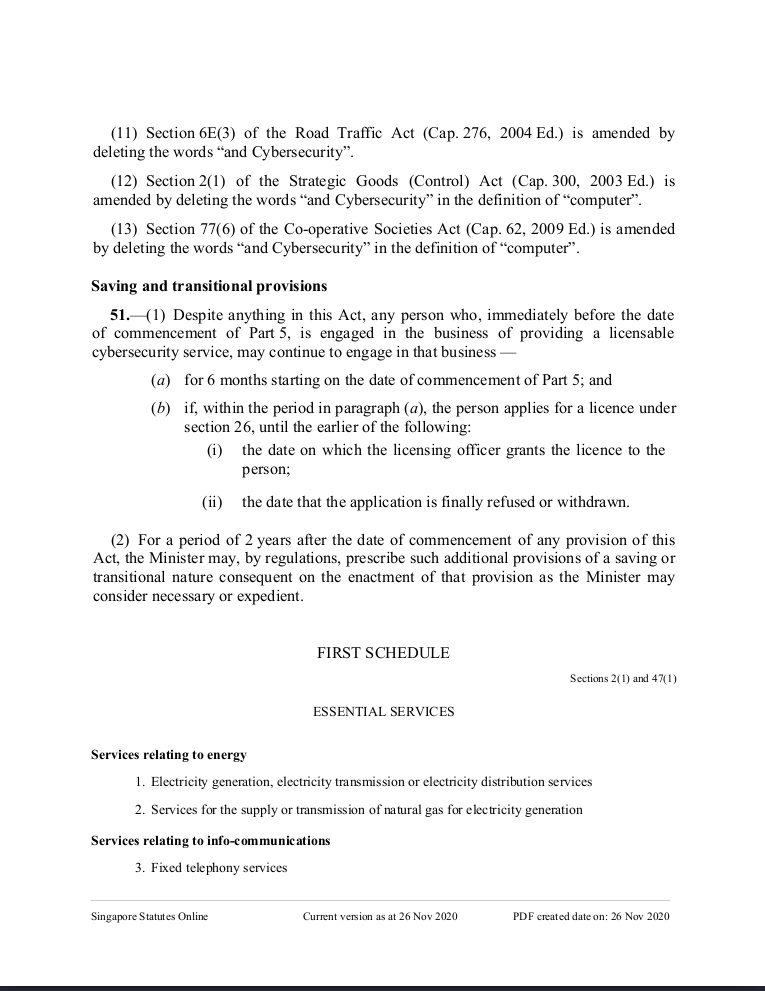 (11) Section 6E(3) of the Road Traffic Act (Cap. 276, 2004 Ed.) is amended by
deleting the words “and Cybersecurity”.
(12) Section 2(1) of the Strategic Goods (Control) Act (Cap. 300, 2003 Ed.) is
amended by deleting the words “and Cybersecurity” in the definition of “computer”.
(13) Section 77(6) of the Co-operative Societies Act (Cap. 62, 2009 Ed.) is amended
by deleting the words “and Cybersecurity” in the definition of “computer”.
Saving and transitional provisions
51.—(1) Despite anything in this Act, any person who, immediately before the date
of commencement of Part 5, is engaged in the business of providing a licensable
cybersecurity service, may continue to engage in that business —
(a) for 6 months starting on the date of commencement of Part 5; and
(b) if, within the period in paragraph (a), the person applies for a licence under
section 26, until the earlier of the following:
(i) the date on which the licensing officer grants the licence to the
person;
(ii) the date that the application is finally refused or withdrawn.
(2) For a period of 2 years after the date of commencement of any provision of this
Act, the Minister may, by regulations, prescribe such additional provisions of a saving or
transitional nature consequent on the enactment of that provision as the Minister may
consider necessary or expedient.
FIRST SCHEDULE
Sections 2(1) and 47(1)
ESSENTIAL SERVICES
Services relating to energy
1. Electricity generation, electricity transmission or electricity distribution services
2. Services for the supply or transmission of natural gas for electricity generation
Services relating to info-communications
3. Fixed telephony services
Singapore Statutes Online Current version as at 26 Nov 2020 PDF created date on: 26 Nov 2020